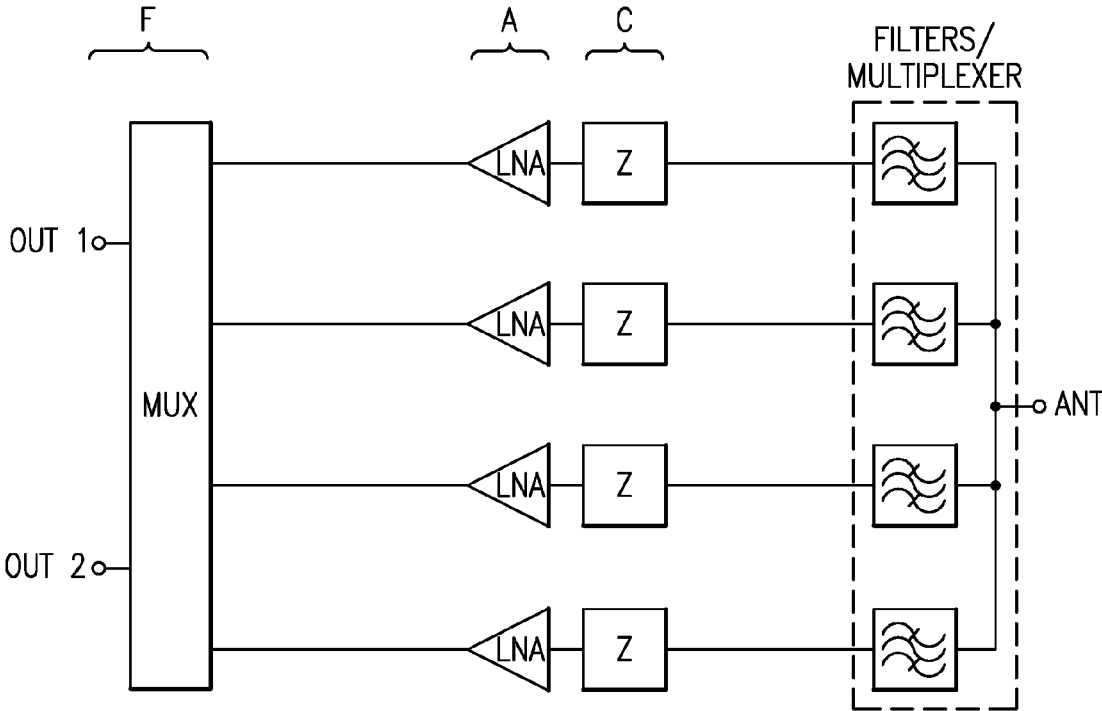 F
A
C
FILTERS/
MULTIPLEXER
LNA
Z
OUT 1
LNA
Z
MUX
ANT
LNA
Z
OUT 2
LNA
Z